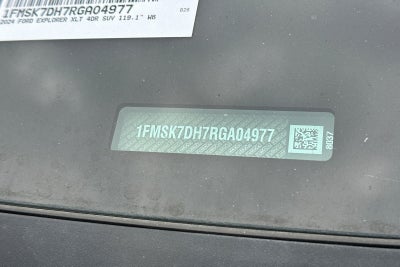 1FMSK7DH7RGA04977
2024 FORD EXPLORER XLT 4DR SUV 119.1" WB
1FMSK7DH7RGA04977
8037